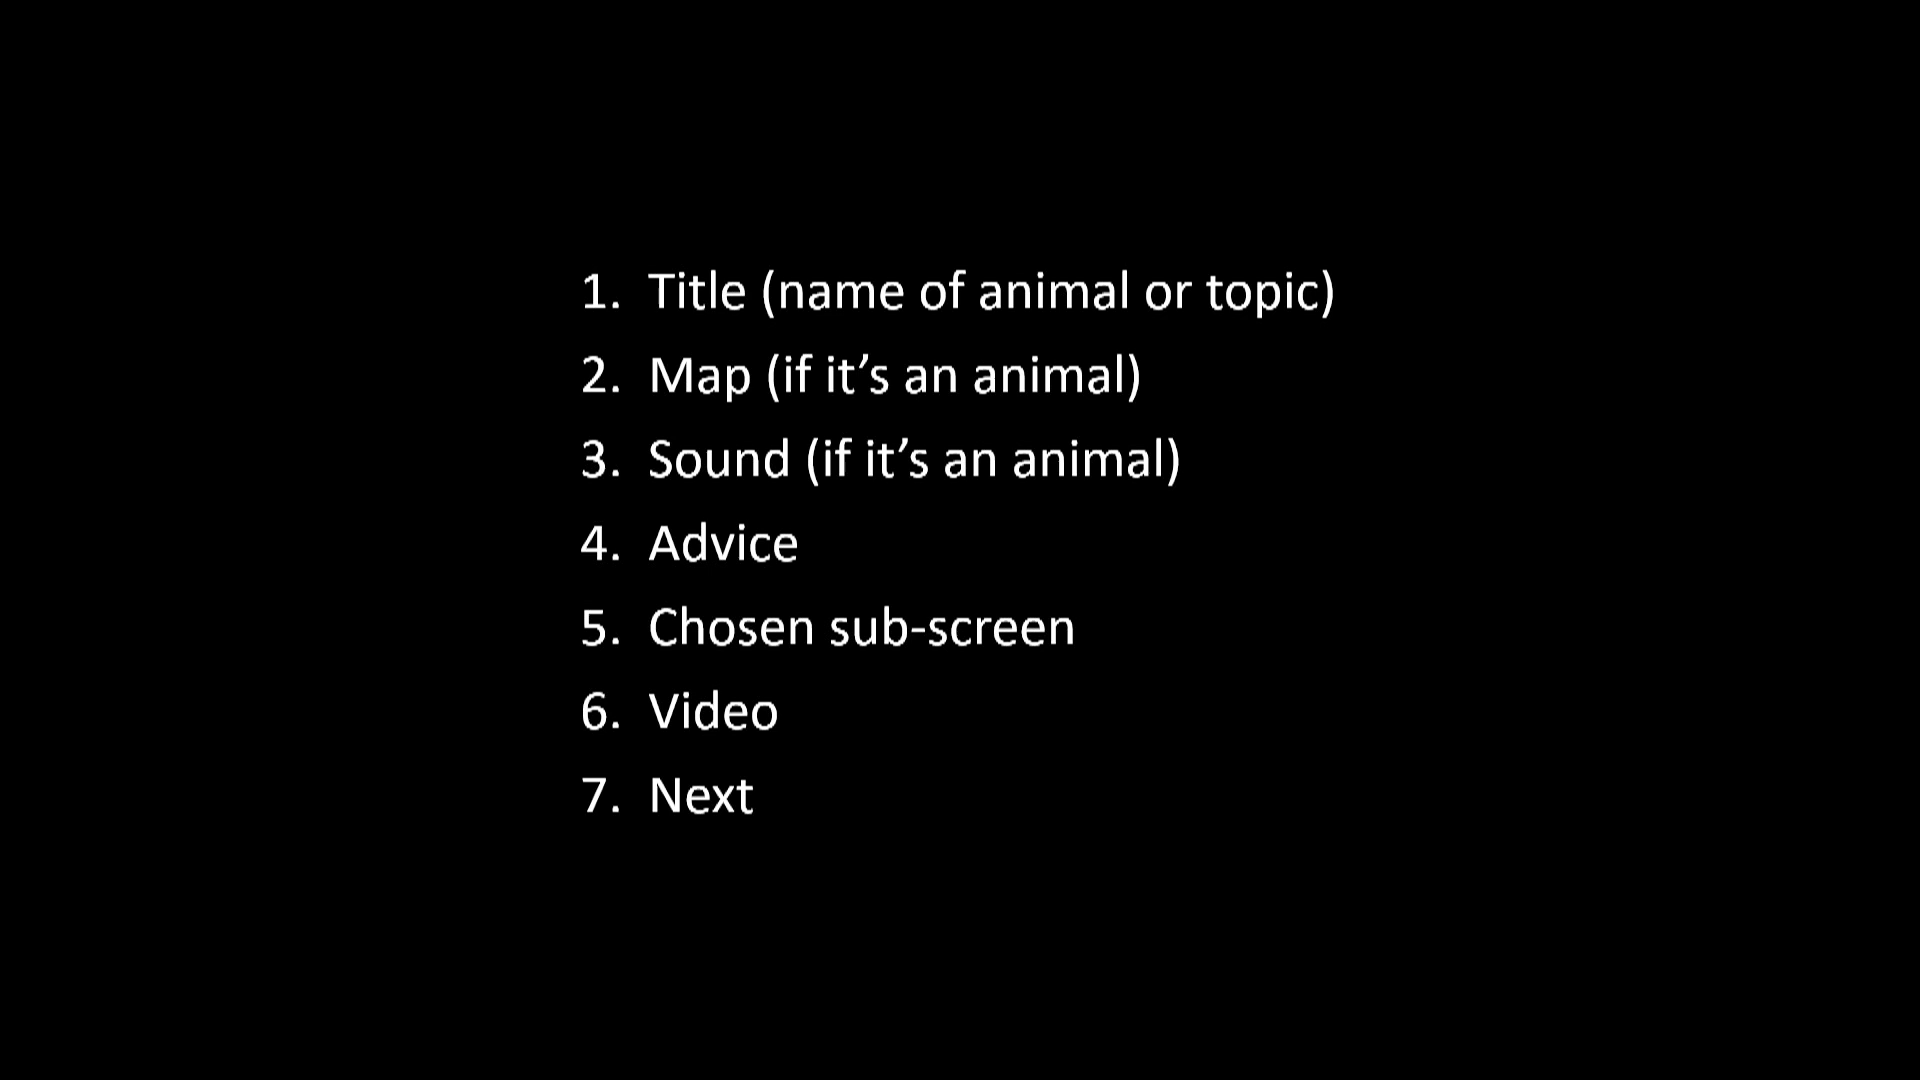 1. Title (name of animal or topic)
2. Map (if it’s an animal)
3. Sound (if it’s an animal)
4. Advice
5. Chosen sub-screen
6. Video
7. Next